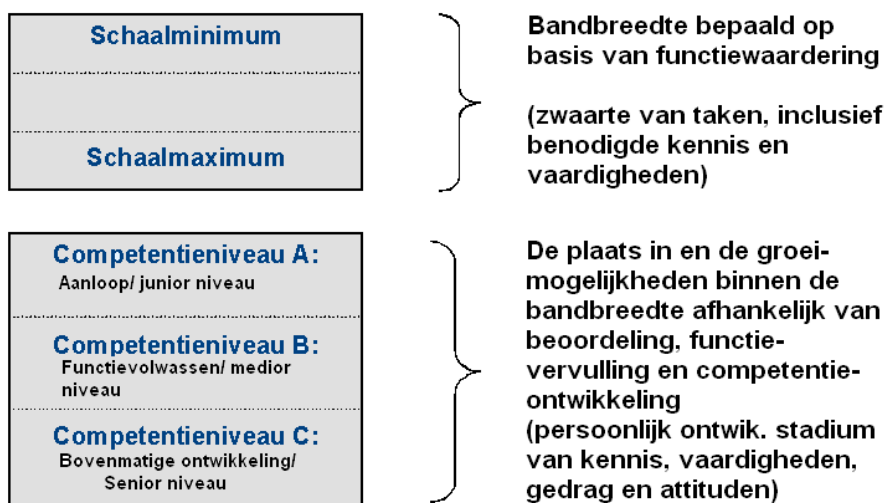 Schaalminimum
Schaalmaximum
Bandbreedte bepaald op
basis van functiewaardering
(zwaarte van taken, inclusief
benodigde kennis en
vaardigheden)
Competentieniveau A:
Aanloop/ junior niveau
Competentieniveau B:
Functievolwassen/ medior
niveau
Competentieniveau C:
Bovenmatige ontwikkeling/
Senior niveau
De plaats in en de groei-
mogelijkheden binnen de
bandbreedte afhankelijk van
beoordeling, functie-
vervulling en competentie-
ontwikkeling
(persoonlijk ontwik. stadium
van kennis, vaardigheden,
gedrag en attituden)